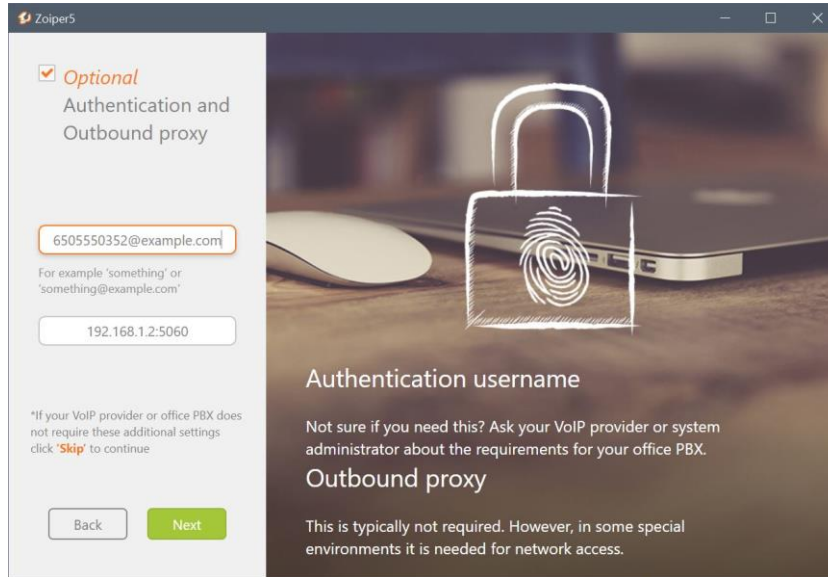 Zoiper5
Optional
Authentication and
Outbound proxy
6505550352@example.com
For example 'something' or
'something@example.com'
192.168.1.2:5060
*If your VoIP provider or office PBX does
not require these additional settings
click 'Skip' to continue
Back
Next
Authentication username
Not sure if you need this? Ask your VoIP provider or system
administrator about the requirements for your office PBX.
Outbound proxy
This is typically not required. However, in some special
environments it is needed for network access.